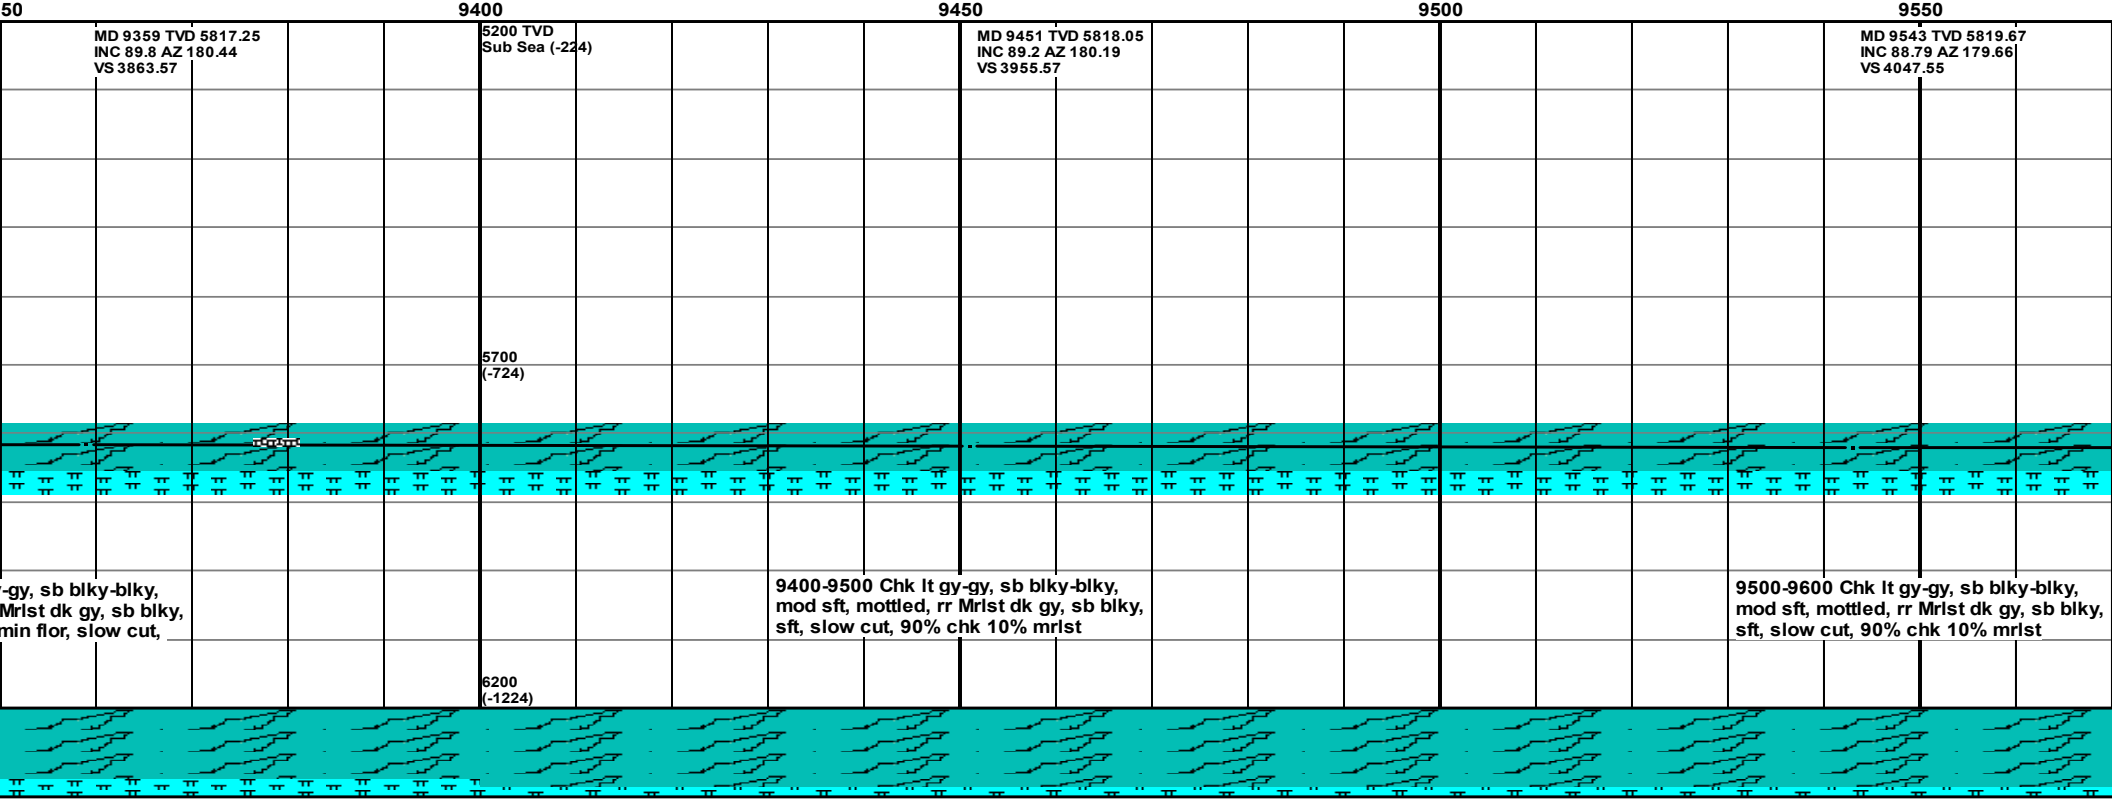 50 9400 9450 9500 9550
MD 9359 TVD 5817.25
INC 89.8 AZ 180.44
VS 3863.57
5200 TVD
Sub Sea (-224)
MD 9451 TVD 5818.05
INC 89.2 AZ 180.19
VS 3955.57
MD 9543 TVD 5819.67
INC 88.79 AZ 179.66
VS 4047.55
5700
(-724)
-gy, sb blky-blky,
Mrlst dk gy, sb blky,
min flor, slow cut,
9400-9500 Chk lt gy-gy, sb blky-blky,
mod sft, mottled, rr Mrlst dk gy, sb blky,
sft, slow cut, 90% chk 10% mrlst
9500-9600 Chk lt gy-gy, sb blky-blky,
mod sft, mottled, rr Mrlst dk gy, sb blky,
sft, slow cut, 90% chk 10% mrlst
6200
(-1224)